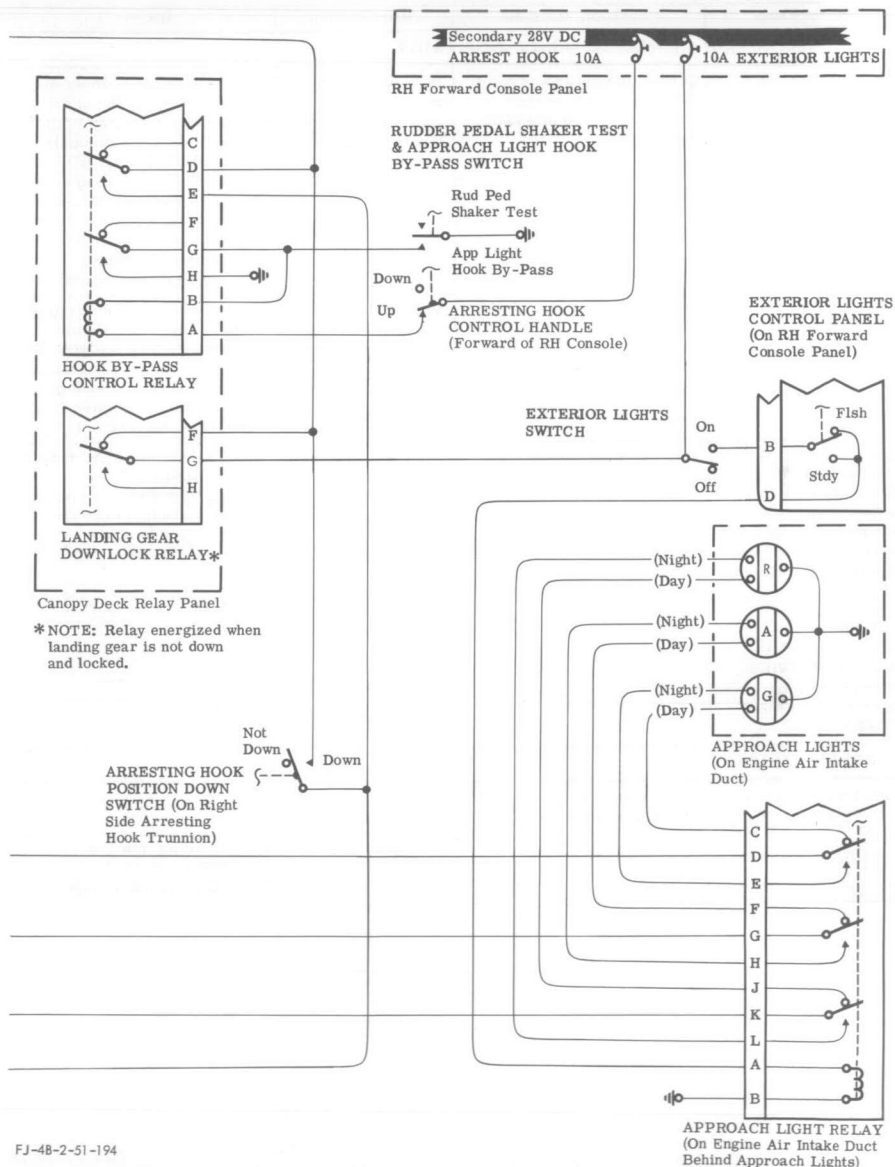 Secondary 28V DC
ARREST HOOK 10A
10A EXTERIOR LIGHTS
RH Forward Console Panel
RUDDER PEDAL SHAKER TEST
& APPROACH LIGHT HOOK
BY-PASS SWITCH
C
D
E
F
G
H
B
A
HOOK BY-PASS
CONTROL RELAY
Rud Ped
Shaker Test
App Light
Hook By-Pass
Down
Up
ARRESTING HOOK
CONTROL HANDLE
(Forward of RH Console)
EXTERIOR LIGHTS
CONTROL PANEL
(On RH Forward
Console Panel)
EXTERIOR LIGHTS
SWITCH
On
Off
B
D
Flsh
Stdy
F
G
H
LANDING GEAR
DOWNLOCK RELAY*
Canopy Deck Relay Panel
*NOTE: Relay energized when
landing gear is not down
and locked.
(Night)
(Day)
R
(Night)
(Day)
A
(Night)
(Day)
G
APPROACH LIGHTS
(On Engine Air Intake
Duct)
Not
Down
Down
ARRESTING HOOK
POSITION DOWN
SWITCH (On Right
Side Arresting
Hook Trunnion)
C
D
E
F
G
H
J
K
L
A
B
APPROACH LIGHT RELAY
(On Engine Air Intake Duct
Behind Approach Lights)
FJ-4B-2-51-194